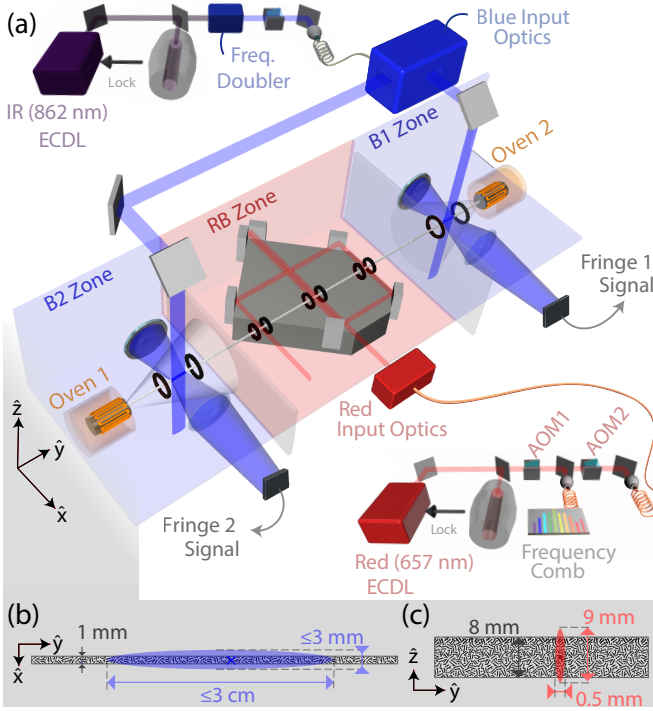 (a)
Blue Input
Optics
Freq.
Doubler
Lock
IR (862 nm)
ECDL
B1 Zone
Oven 2
RB Zone
B2 Zone
Fringe 1
Signal
Oven 1
Red
Input Optics
AOM1
AOM2
ẑ
ŷ
x̂
Fringe 2
Signal
Lock
Red (657 nm)
ECDL
Frequency
Comb
(b)
ŷ
x̂
1 mm
≤3 mm
≤3 cm
(c)
ẑ
ŷ
8 mm
9 mm
0.5 mm